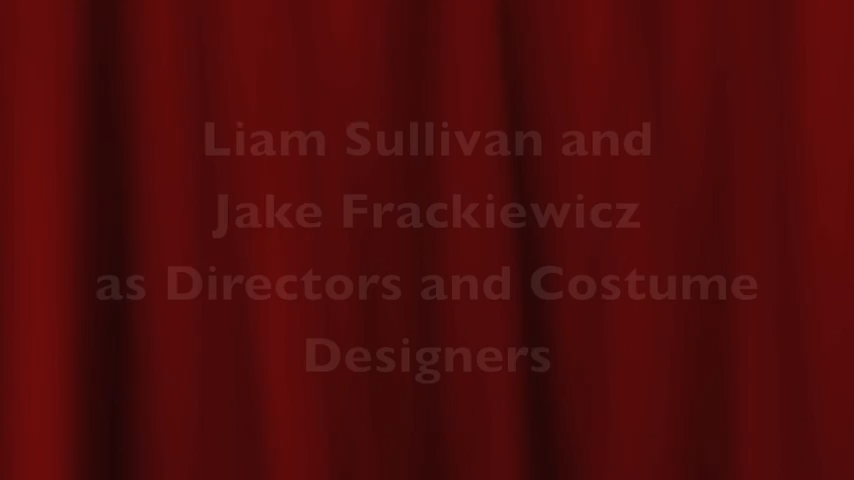 Liam Sullivan and
Jake Frackiewicz
as Directors and Costume
Designers